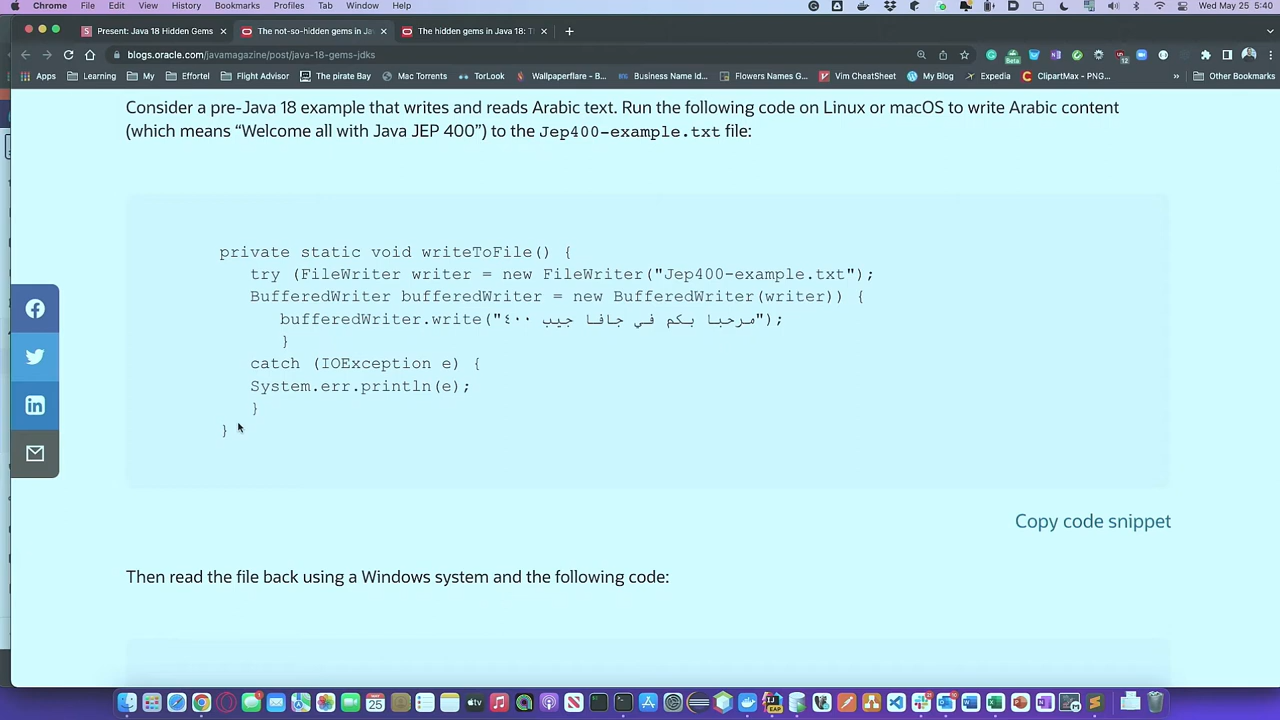 Chrome File Edit View History Bookmarks Profiles Tab Window Help
Wed May 25 5:40
Present: Java 18 Hidden Gems
The not-so-hidden gems in Ja
The hidden gems in Java 18: T
blogs.oracle.com/javamagazine/post/java-18-gems-jdks
Apps Learning My Effortel Flight Advisor The pirate Bay Mac Torrents TorLook Wallpaperflare - B... Business Name Id... Flowers Names G... Vim CheatSheet My Blog Expedia ClipartMax - PNG... » Other Bookmarks
Consider a pre-Java 18 example that writes and reads Arabic text. Run the following code on Linux or macOS to write Arabic content
(which means “Welcome all with Java JEP 400”) to the Jep400-example.txt file:
private static void writeToFile() {
try (FileWriter writer = new FileWriter("Jep400-example.txt");
BufferedWriter bufferedWriter = new BufferedWriter(writer)) {
bufferedWriter.write("مرحبا بكم في جافا جيب ٤٠٠");
}
catch (IOException e) {
System.err.println(e);
}
}
Copy code snippet
Then read the file back using a Windows system and the following code: